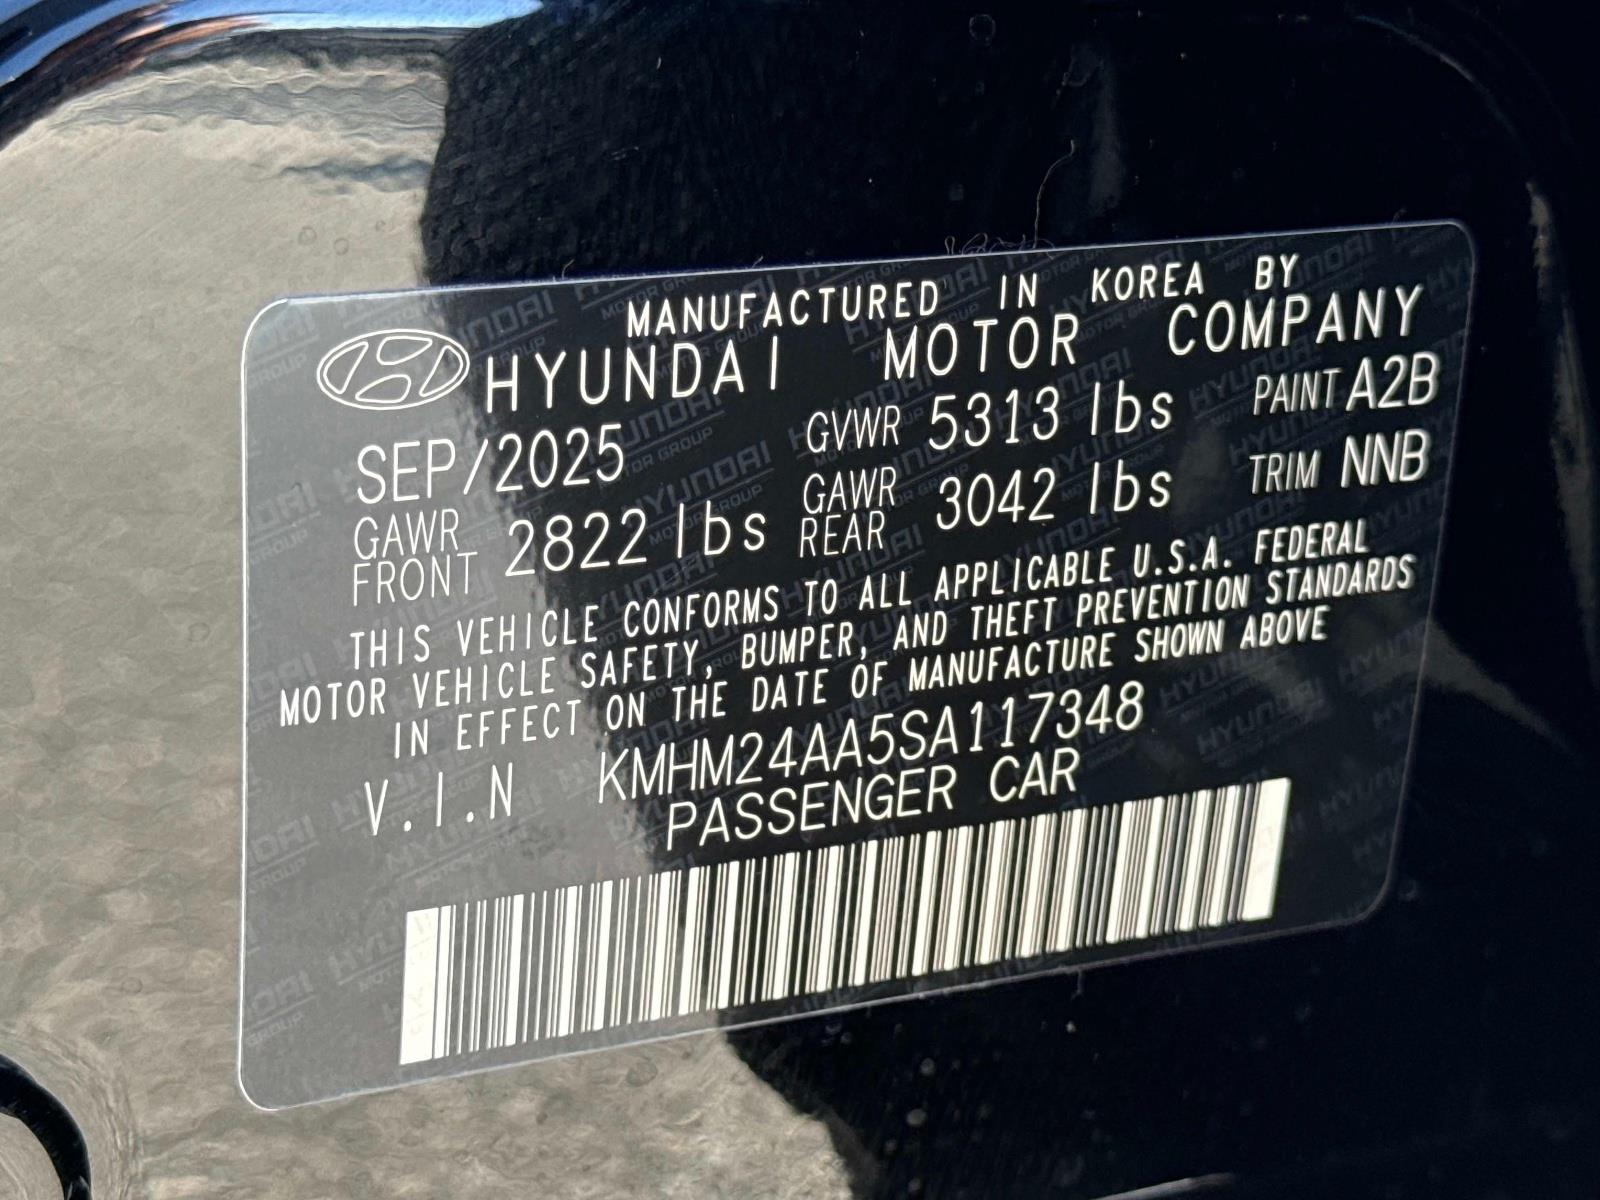 MANUFACTURED IN KOREA BY
HYUNDAI MOTOR COMPANY
SEP/2025 GVWR 5313 lbs PAINT A2B
GAWR FRONT 2822 lbs GAWR REAR 3042 lbs TRIM NNB
THIS VEHICLE CONFORMS TO ALL APPLICABLE U.S.A. FEDERAL
MOTOR VEHICLE SAFETY, BUMPER, AND THEFT PREVENTION STANDARDS
IN EFFECT ON THE DATE OF MANUFACTURE SHOWN ABOVE
V.I.N KMHM24AA5SA117348
PASSENGER CAR